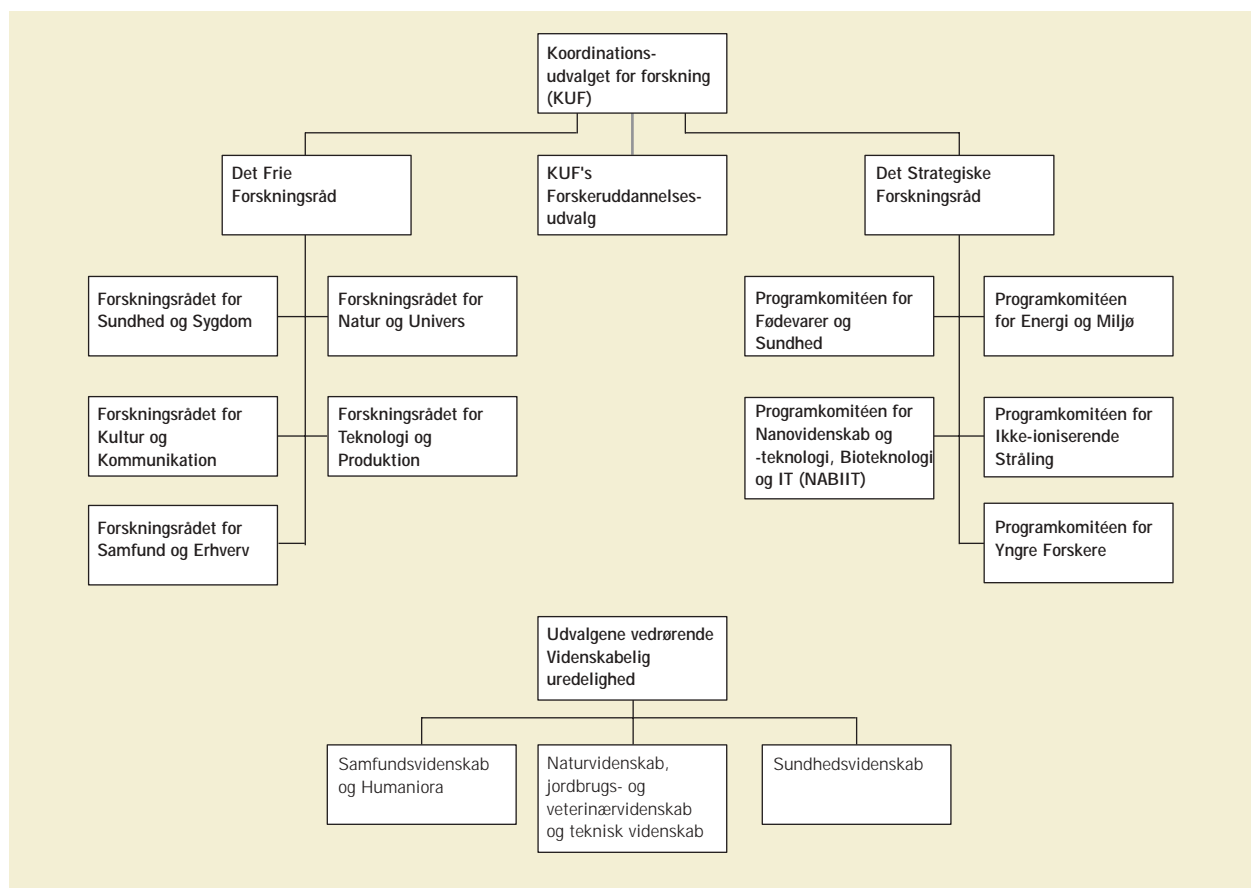 Koordinations-
udvalget for forskning
(KUF)
Det Frie
Forskningsråd
KUF's
Forskeruddannelses-
udvalg
Det Strategiske
Forskningsråd
Forskningsrådet for
Sundhed og Sygdom
Forskningsrådet for
Natur og Univers
Programkomitéen for
Fødevarer og
Sundhed
Programkomitéen
for Energi og Miljø
Forskningsrådet for
Kultur og
Kommunikation
Forskningsrådet for
Teknologi og
Produktion
Programkomitéen for
Nanovidenskab og
-teknologi, Bioteknologi
og IT (NABIIT)
Programkomitéen for
Ikke-ioniserende
Stråling
Forskningsrådet for
Samfund og Erhverv
Programkomitéen for
Yngre Forskere
Udvalgene vedrørende
Videnskabelig
uredelighed
Samfundsvidenskab
og Humaniora
Naturvidenskab,
jordbrugs- og
veterinærvidenskab
og teknisk videnskab
Sundhedsvidenskab